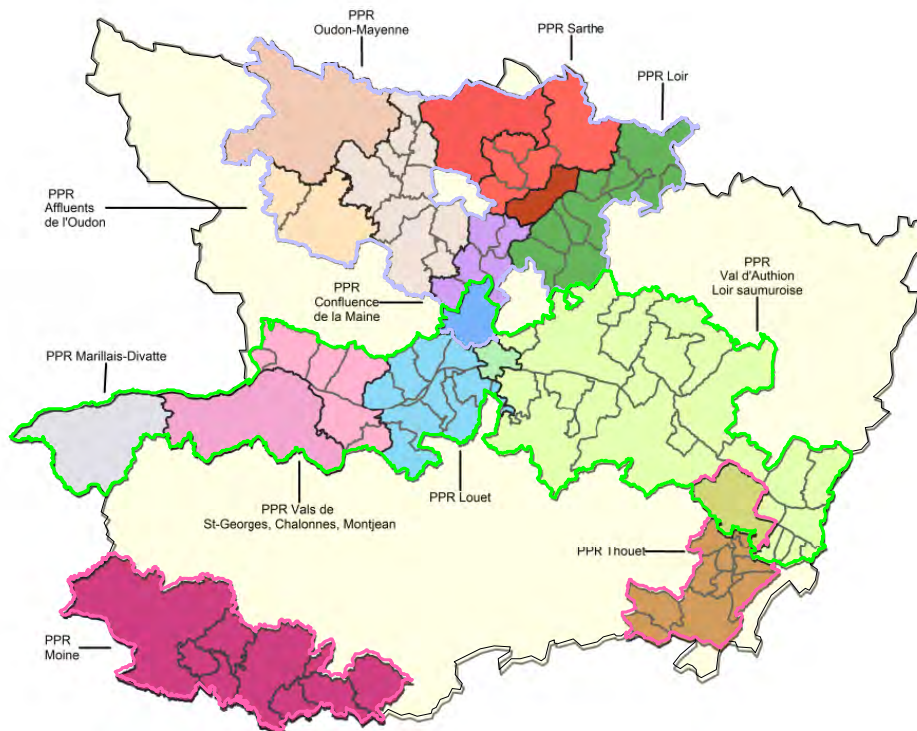 PPR
Oudon-Mayenne
PPR Sarthe
PPR Loir
PPR
Affluents
de l'Oudon
PPR
Confluence
de la Maine
PPR
Val d'Authion
Loir saumuroise
PPR Marillais-Divatte
PPR Vals de
St-Georges, Chalonnes, Montjean
PPR Louet
PPR Thouet
PPR
Moine